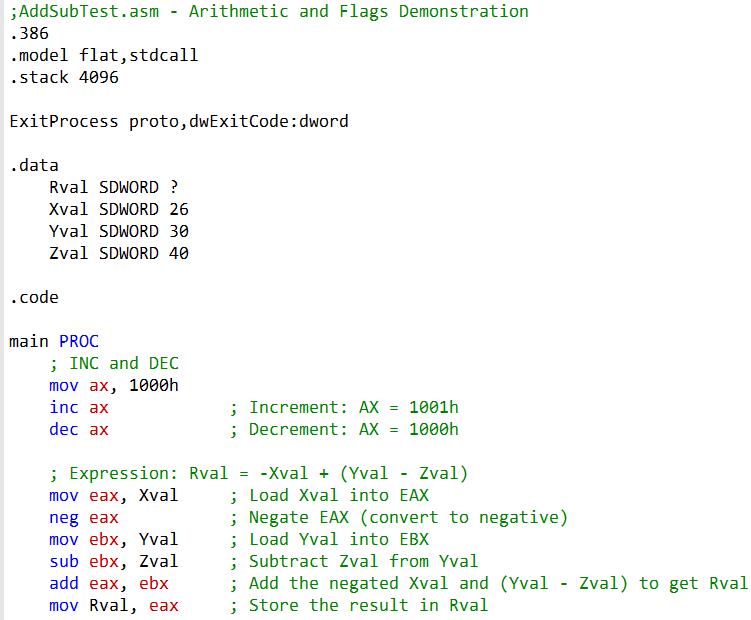 ;AddSubTest.asm - Arithmetic and Flags Demonstration
.386
.model flat,stdcall
.stack 4096
ExitProcess proto,dwExitCode:dword
.data
Rval SDWORD ?
Xval SDWORD 26
Yval SDWORD 30
Zval SDWORD 40
.code
main PROC
; INC and DEC
mov ax, 1000h
inc ax ; Increment: AX = 1001h
dec ax ; Decrement: AX = 1000h
; Expression: Rval = -Xval + (Yval - Zval)
mov eax, Xval ; Load Xval into EAX
neg eax ; Negate EAX (convert to negative)
mov ebx, Yval ; Load Yval into EBX
sub ebx, Zval ; Subtract Zval from Yval
add eax, ebx ; Add the negated Xval and (Yval - Zval) to get Rval
mov Rval, eax ; Store the result in Rval